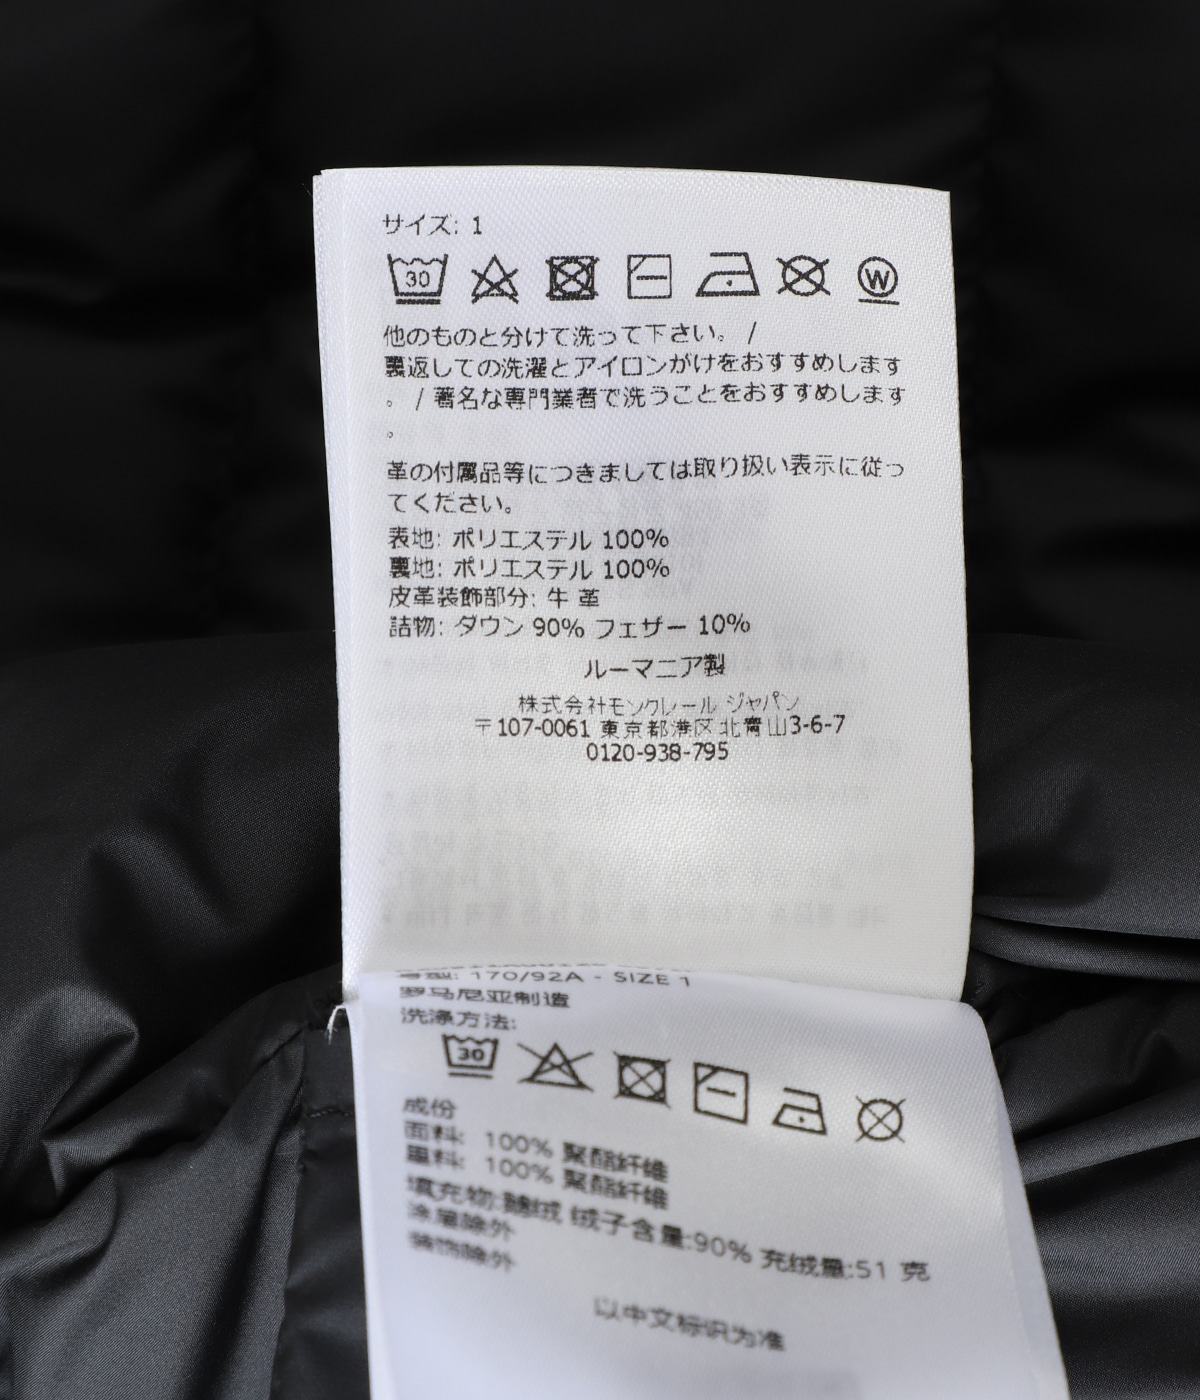 サイズ: 1
30
W
他のものと分けて洗って下さい。 /
裏返しての洗濯とアイロンがけをおすすめします
。 / 著名な専門業者で洗うことをおすすめします
。
革の付属品等につきましては取り扱い表示に従っ
てください。
表地: ポリエステル 100%
裏地: ポリエステル 100%
皮革装飾部分: 牛 革
詰物: ダウン 90% フェザー 10%
ルーマニア製
株式会社モンクレール ジャパン
〒107-0061 東京都港区北青山3-6-7
0120-938-795
号型: 170/92A - SIZE 1
罗马尼亚制造
洗涤方法:
30
成份
面料: 100% 聚酯纤维
里料: 100% 聚酯纤维
填充物:鹅绒 绒子含量:90% 充绒量:51 克
涂层除外
装饰除外
以中文标识为准